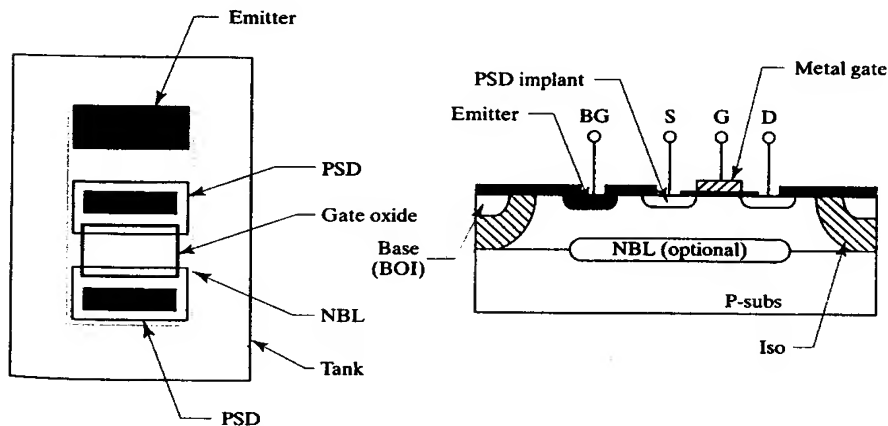 Emitter
PSD
Gate oxide
NBL
Tank
PSD
Metal gate
PSD implant
Emitter
BG
S
G
D
Base
(BOI)
NBL (optional)
P-subs
Iso